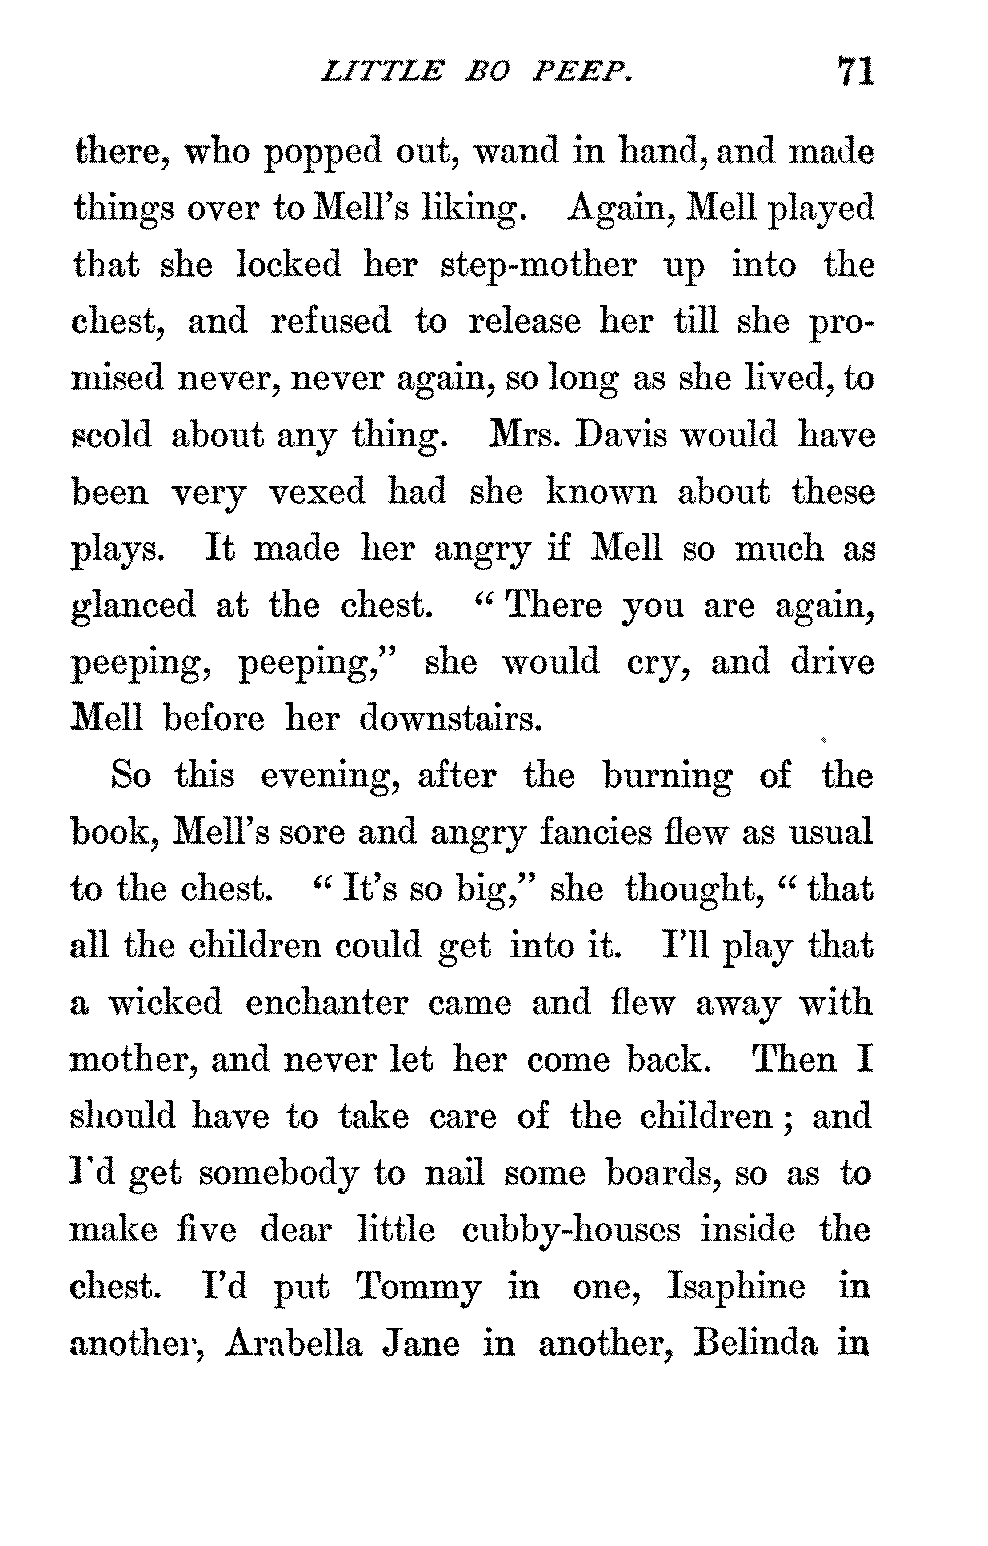 LITTLE BO PEEP. 71
there, who popped out, wand in hand, and made
things over to Mell's liking. Again, Mell played
that she locked her step-mother up into the
chest, and refused to release her till she pro-
mised never, never again, so long as she lived, to
scold about any thing. Mrs. Davis would have
been very vexed had she known about these
plays. It made her angry if Mell so much as
glanced at the chest. “There you are again,
peeping, peeping,” she would cry, and drive
Mell before her downstairs.
So this evening, after the burning of the
book, Mell's sore and angry fancies flew as usual
to the chest. “It's so big,” she thought, “that
all the children could get into it. I'll play that
a wicked enchanter came and flew away with
mother, and never let her come back. Then I
should have to take care of the children; and
I'd get somebody to nail some boards, so as to
make five dear little cubby-houses inside the
chest. I'd put Tommy in one, Isaphine in
another, Arabella Jane in another, Belinda in